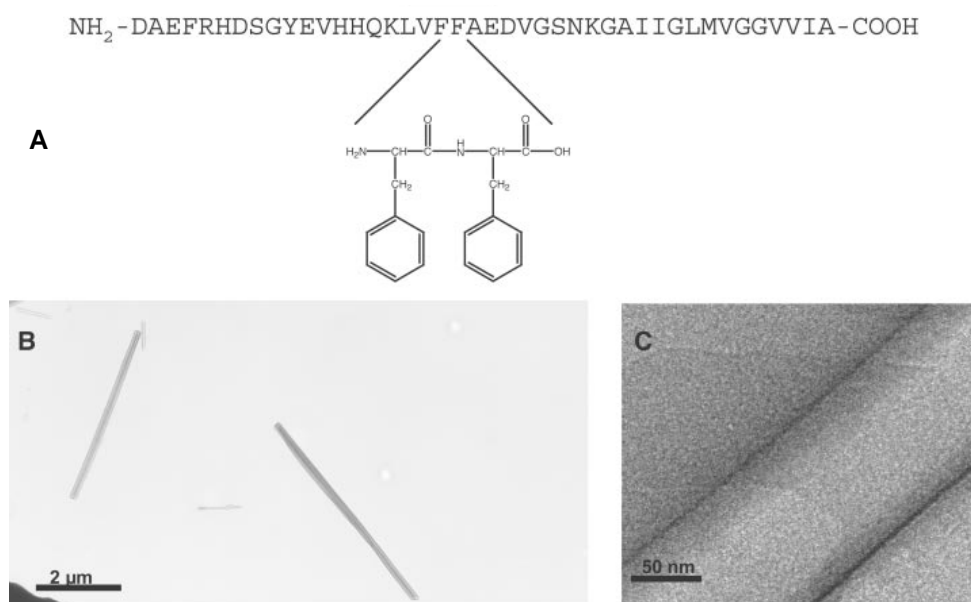 NH2-DAEFRHDSGYEVHHQKLVFFAEDVGSNKGAIIGLMVGGVVIA-COOH
A
O
O
H
H2N
CH
C
N
CH
C
OH
CH2
CH2
B
2 µm
C
50 nm